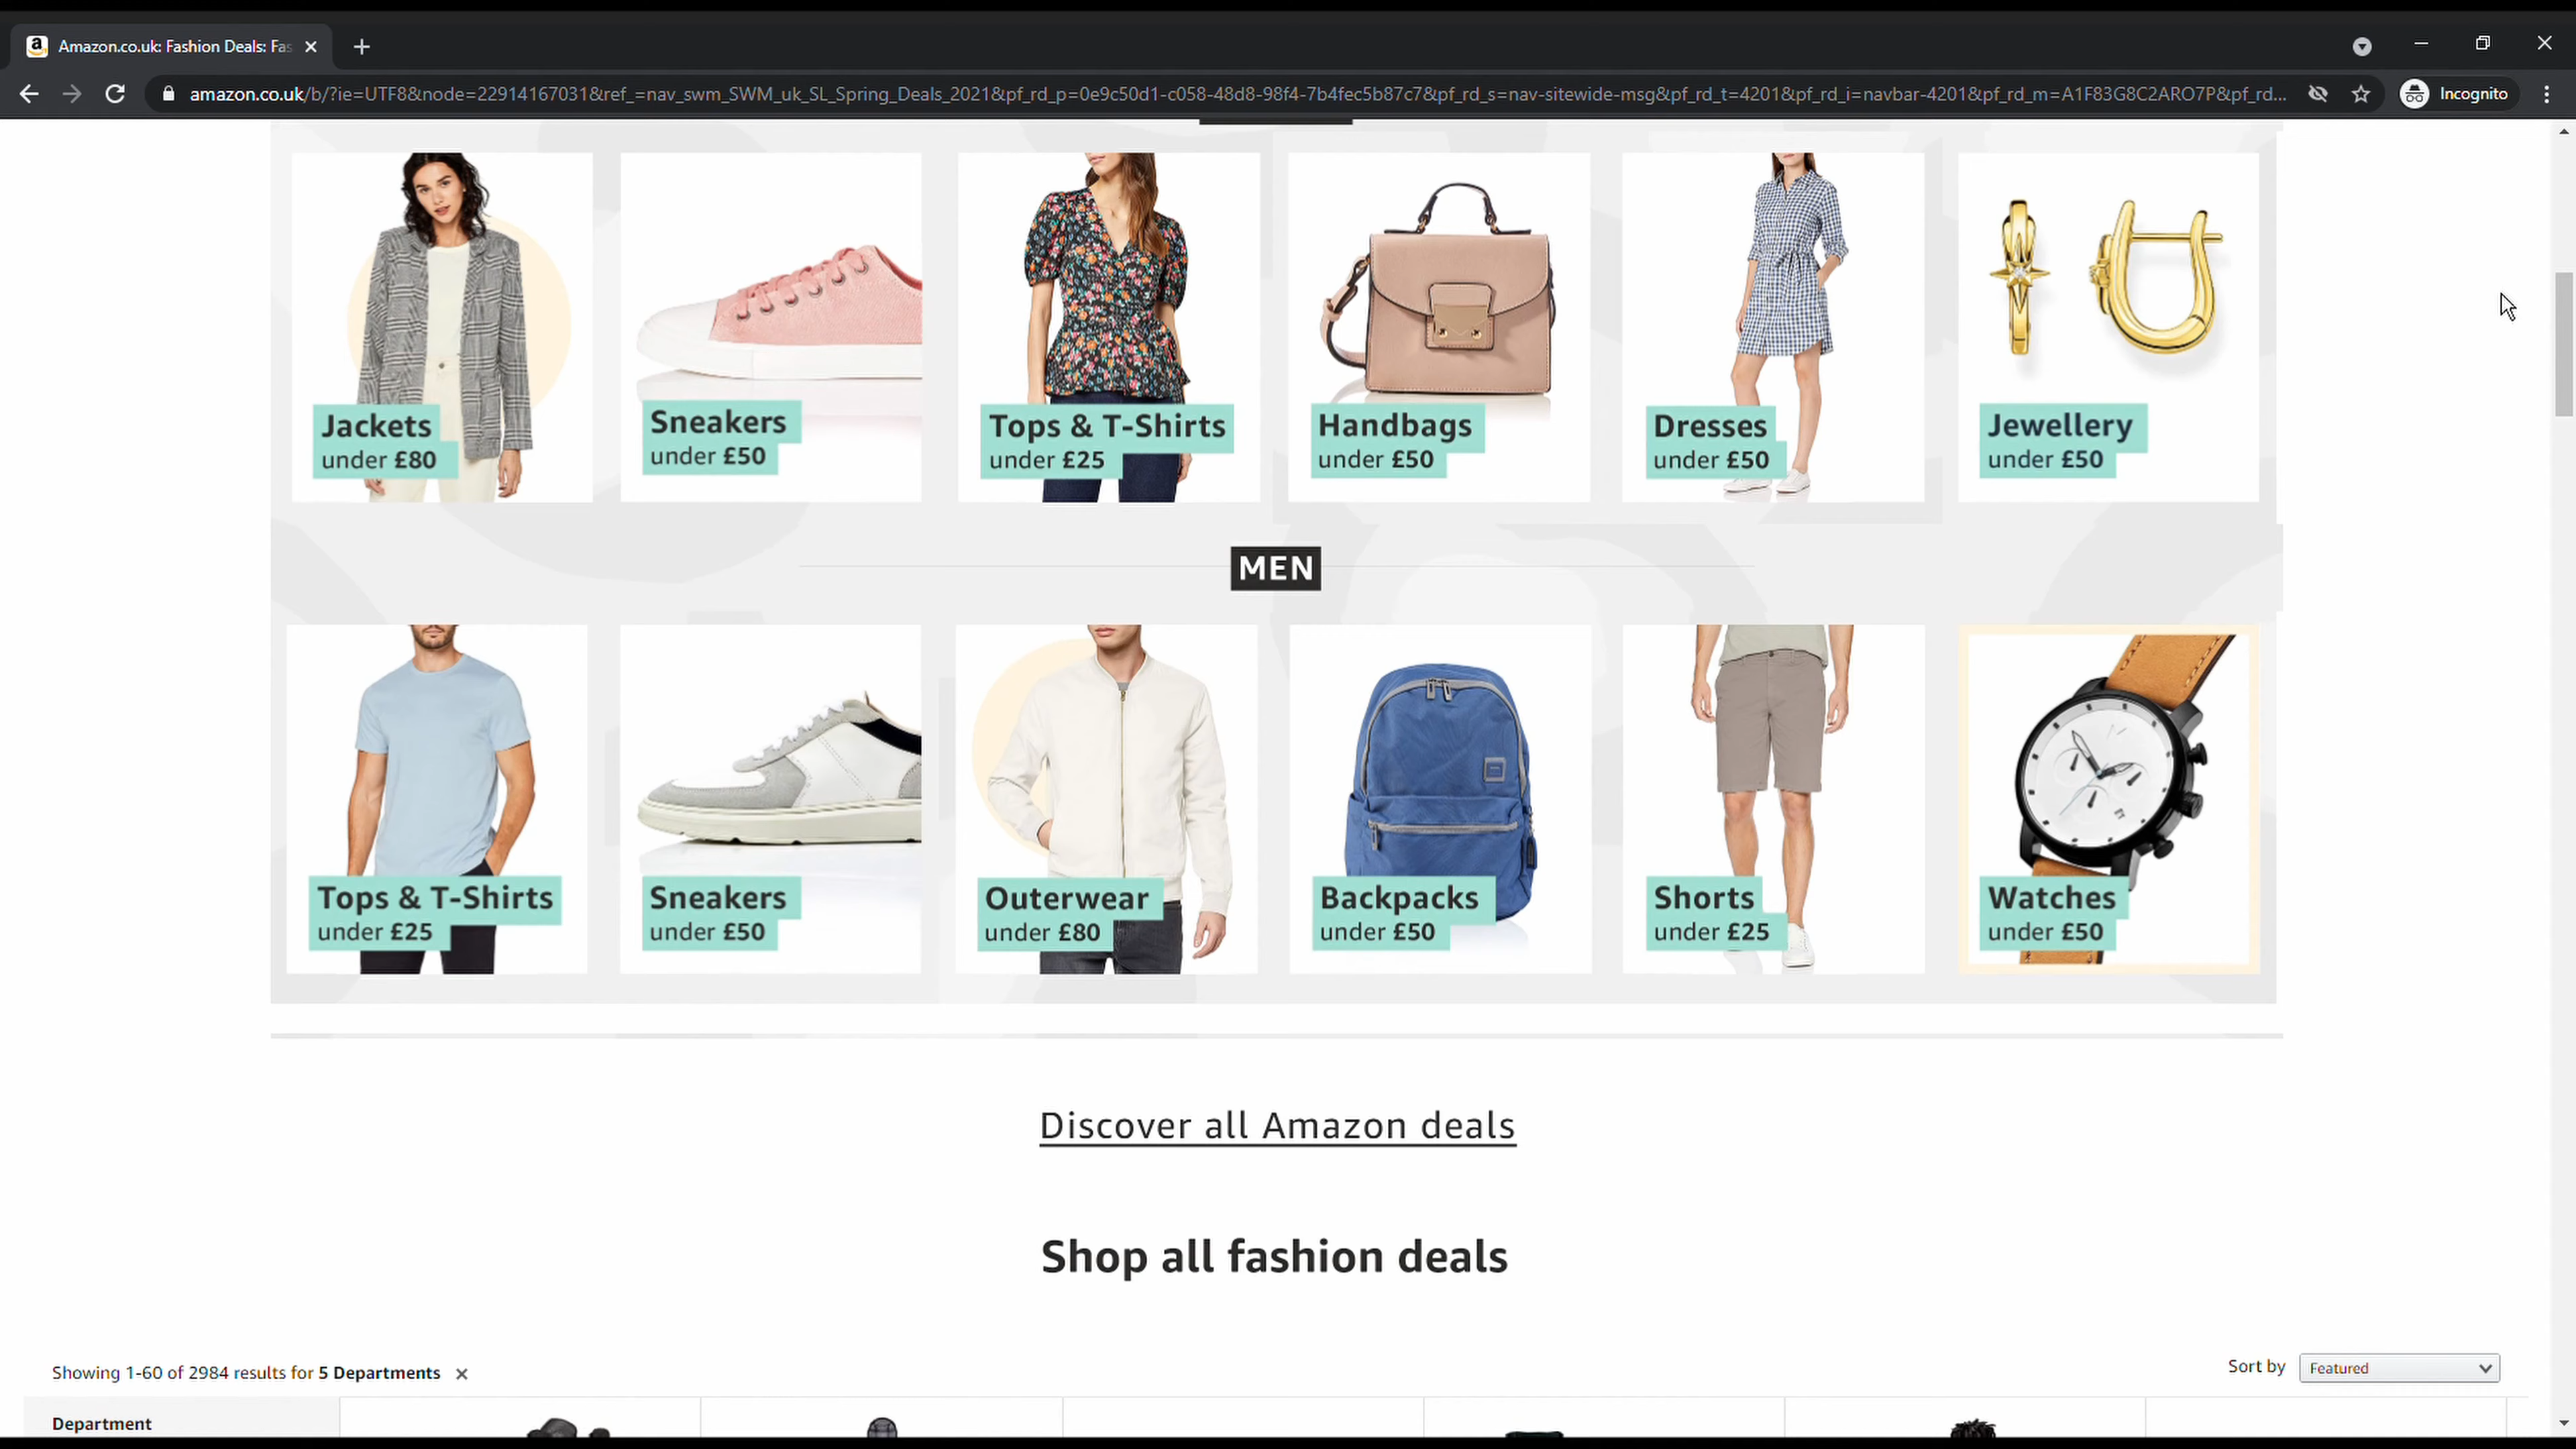 Amazon.co.uk: Fashion Deals: Fas
amazon.co.uk/b/?ie=UTF8&node=22914167031&ref_=nav_swm_SWM_uk_SL_Spring_Deals_2021&pf_rd_p=0e9c50d1-c058-48d8-98f4-7b4fec5b87c7&pf_rd_s=nav-sitewide-msg&pf_rd_t=4201&pf_rd_i=navbar-4201&pf_rd_m=A1F83G8C2ARO7P&pf_rd...
Incognito
Jackets
under £80
Sneakers
under £50
Tops & T-Shirts
under £25
Handbags
under £50
Dresses
under £50
Jewellery
under £50
MEN
Tops & T-Shirts
under £25
Sneakers
under £50
Outerwear
under £80
Backpacks
under £50
Shorts
under £25
Watches
under £50
Discover all Amazon deals
Shop all fashion deals
Showing 1-60 of 2984 results for 5 Departments
Sort by Featured
Department